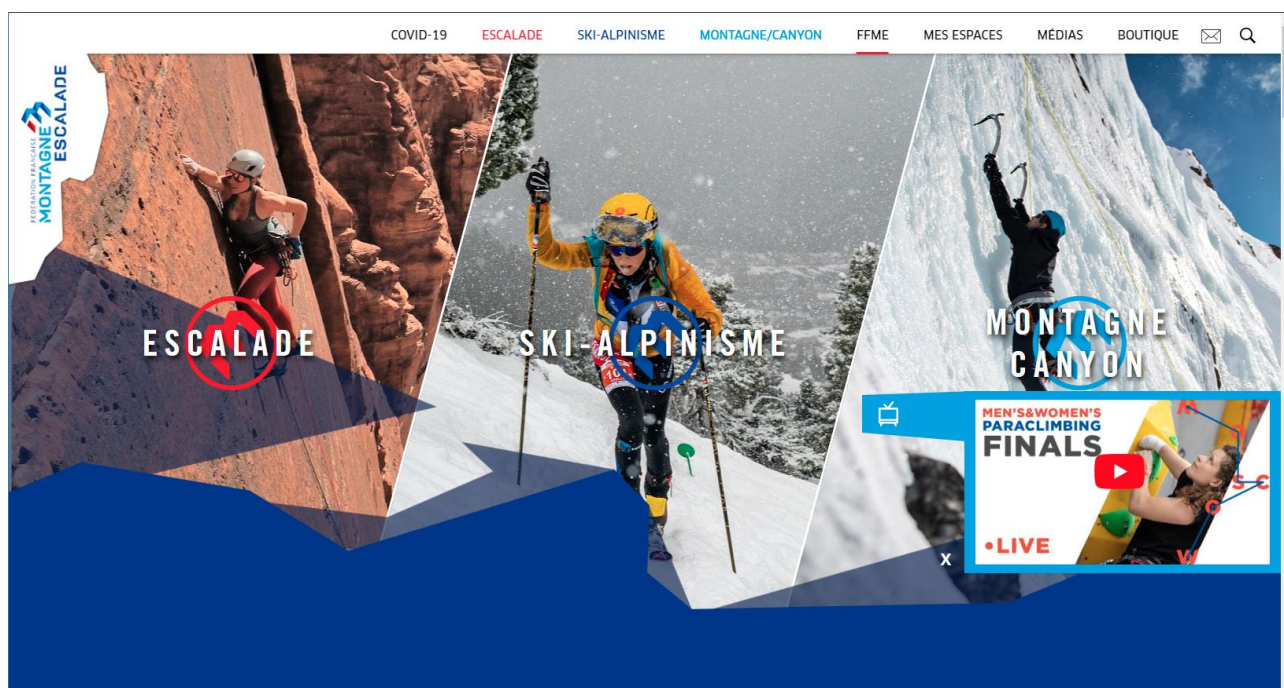 COVID-19
ESCALADE
SKI-ALPINISME
MONTAGNE/CANYON
FFME
MES ESPACES
MÉDIAS
BOUTIQUE
FÉDÉRATION FRANÇAISE
MONTAGNE
ESCALADE
ESCALADE
SKI-ALPINISME
MONTAGNE
CANYON
MEN'S&WOMEN'S
PARACLIMBING
FINALS
•LIVE
M
O
S C
O
W
X